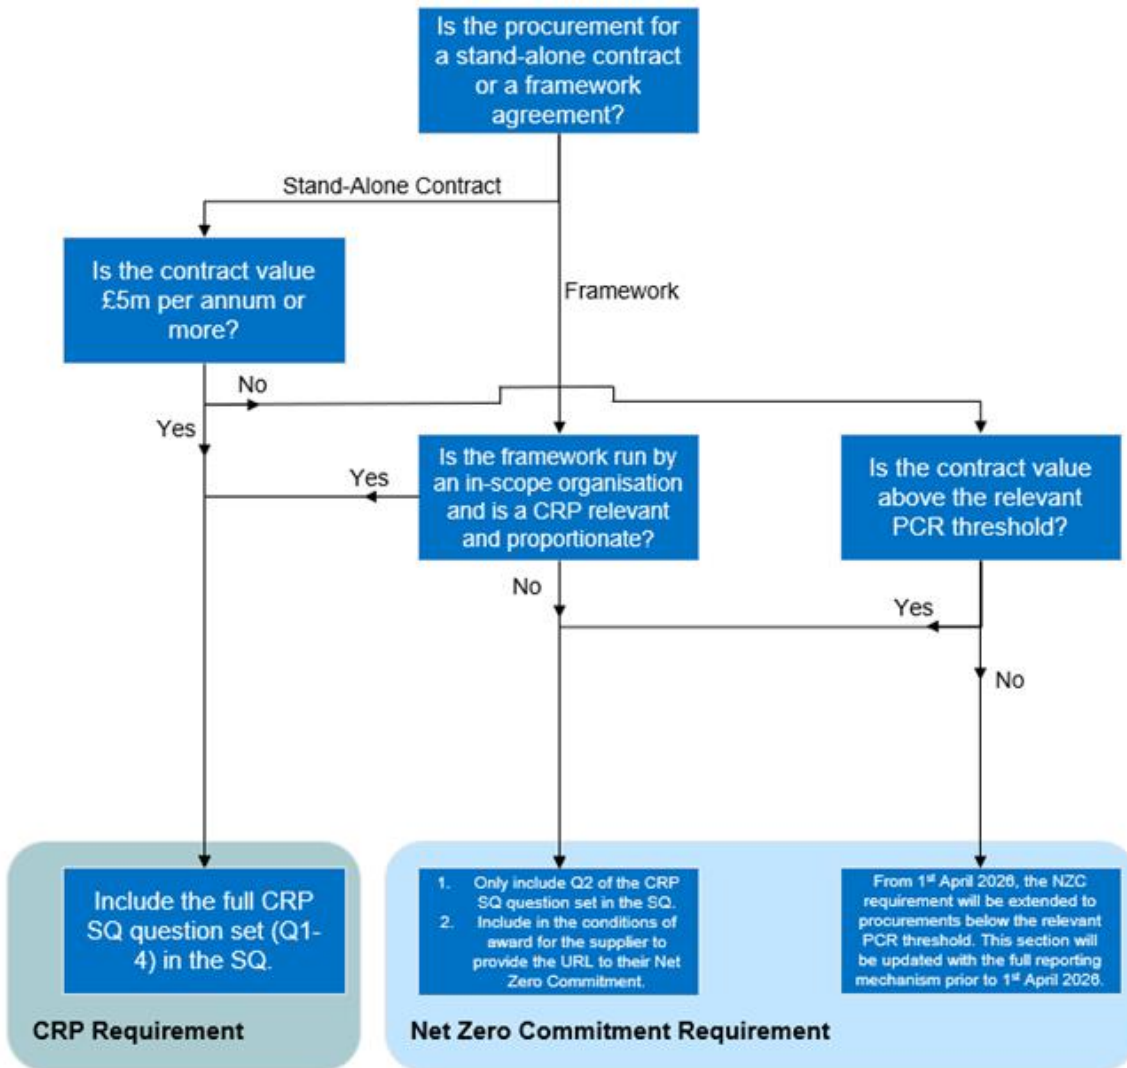 Is the procurement for
a stand-alone contract
or a framework
agreement?
Stand-Alone Contract
Framework
Is the contract value
£5m per annum or
more?
No
Yes
Is the framework run by
an in-scope organisation
and is a CRP relevant
and proportionate?
Yes
No
Is the contract value
above the relevant
PCR threshold?
Yes
No
Include the full CRP
SQ question set (Q1-
4) in the SQ.
CRP Requirement
1. Only include Q2 of the CRP
SQ question set in the SQ.
2. Include in the conditions of
award for the supplier to
provide the URL to their Net
Zero Commitment.
From 1st April 2026, the NZC
requirement will be extended to
procurements below the relevant
PCR threshold. This section will
be updated with the full reporting
mechanism prior to 1st April 2026.
Net Zero Commitment Requirement